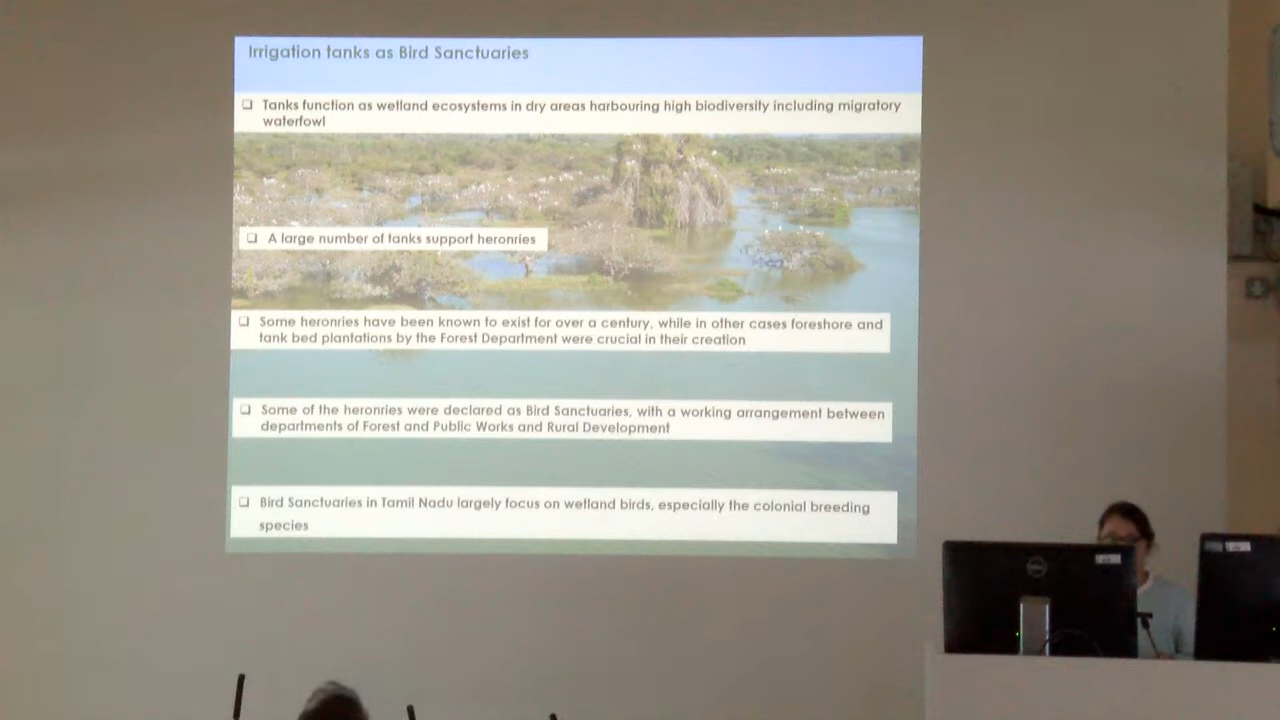 Irrigation tanks as Bird Sanctuaries
❑ Tanks function as wetland ecosystems in dry areas harbouring high biodiversity including migratory
waterfowl
❑ A large number of tanks support heronries
❑ Some heronries have been known to exist for over a century, while in other cases foreshore and
tank bed plantations by the Forest Department were crucial in their creation
❑ Some of the heronries were declared as Bird Sanctuaries, with a working arrangement between
departments of Forest and Public Works and Rural Development
❑ Bird Sanctuaries in Tamil Nadu largely focus on wetland birds, especially the colonial breeding
species
DELL